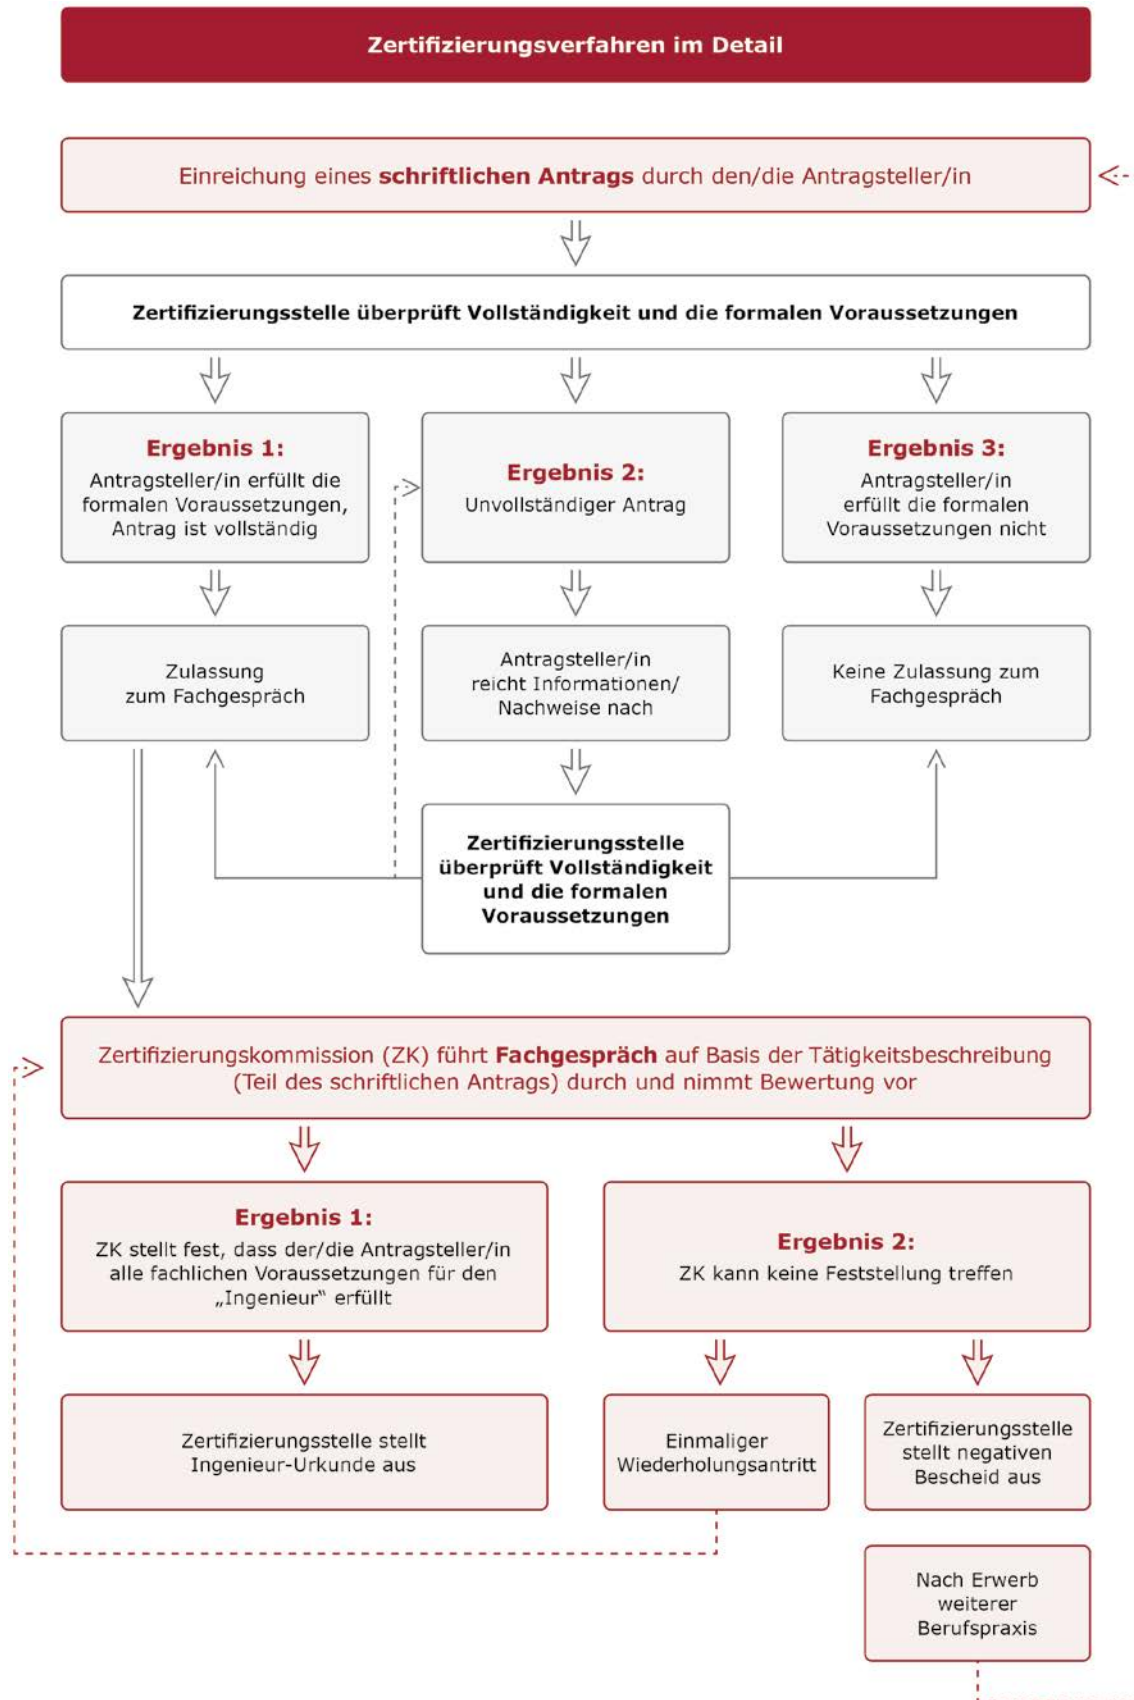 Zertifizierungsverfahren im Detail
Einreichung eines schriftlichen Antrags durch den/die Antragsteller/in
Zertifizierungsstelle überprüft Vollständigkeit und die formalen Voraussetzungen
Ergebnis 1:
Antragsteller/in erfüllt die
formalen Voraussetzungen,
Antrag ist vollständig
Ergebnis 2:
Unvollständiger Antrag
Ergebnis 3:
Antragsteller/in
erfüllt die formalen
Voraussetzungen nicht
Zulassung
zum Fachgespräch
Antragsteller/in
reicht Informationen/
Nachweise nach
Keine Zulassung zum
Fachgespräch
Zertifizierungsstelle
überprüft Vollständigkeit
und die formalen
Voraussetzungen
Zertifizierungskommission (ZK) führt Fachgespräch auf Basis der Tätigkeitsbeschreibung
(Teil des schriftlichen Antrags) durch und nimmt Bewertung vor
Ergebnis 1:
ZK stellt fest, dass der/die Antragsteller/in
alle fachlichen Voraussetzungen für den
„Ingenieur“ erfüllt
Ergebnis 2:
ZK kann keine Feststellung treffen
Zertifizierungsstelle stellt
Ingenieur-Urkunde aus
Einmaliger
Wiederholungsantritt
Zertifizierungsstelle
stellt negativen
Bescheid aus
Nach Erwerb
weiterer
Berufspraxis